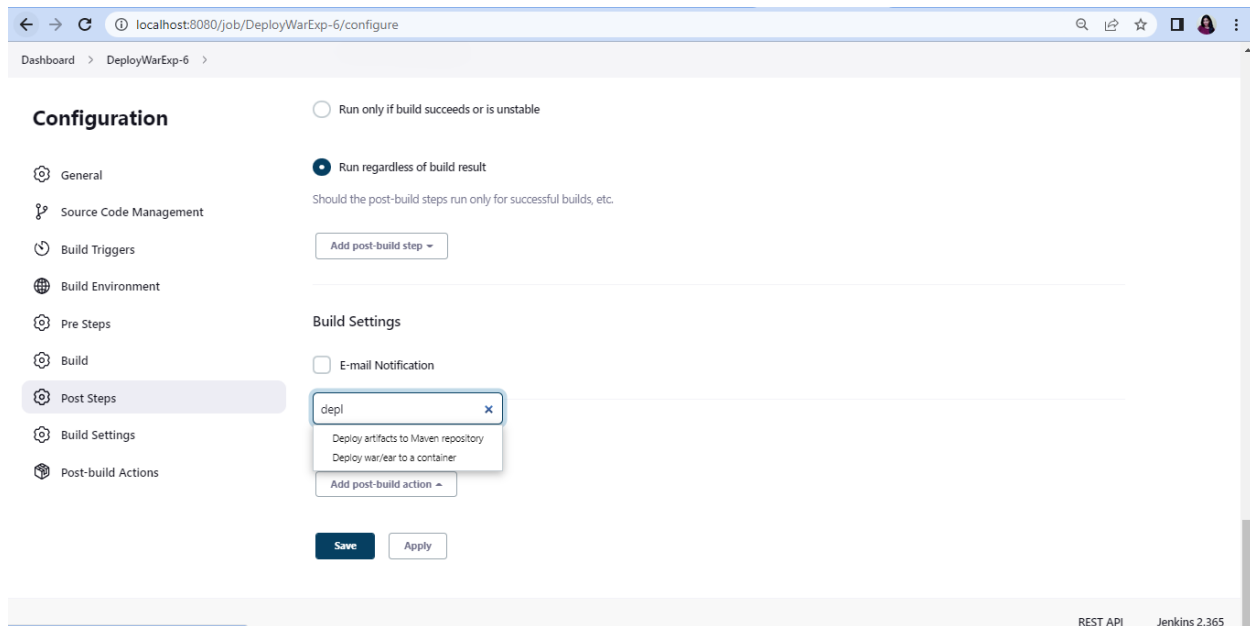 localhost:8080/job/DeployWarExp-6/configure
Dashboard > DeployWarExp-6 >
Configuration
General
Source Code Management
Build Triggers
Build Environment
Pre Steps
Build
Post Steps
Build Settings
Post-build Actions
Run only if build succeeds or is unstable
Run regardless of build result
Should the post-build steps run only for successful builds, etc.
Add post-build step
Build Settings
E-mail Notification
depl
Deploy artifacts to Maven repository
Deploy war/ear to a container
Add post-build action
Save Apply
REST API Jenkins 2.365